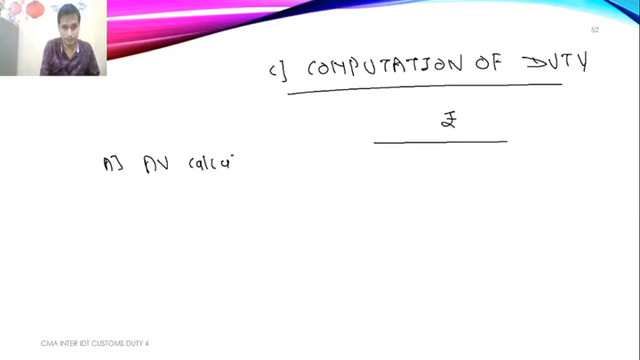 52
C] COMPUTATION OF DUTY
₹
A] AV calcu
CMA INTER IDT CUSTOMS DUTY 4